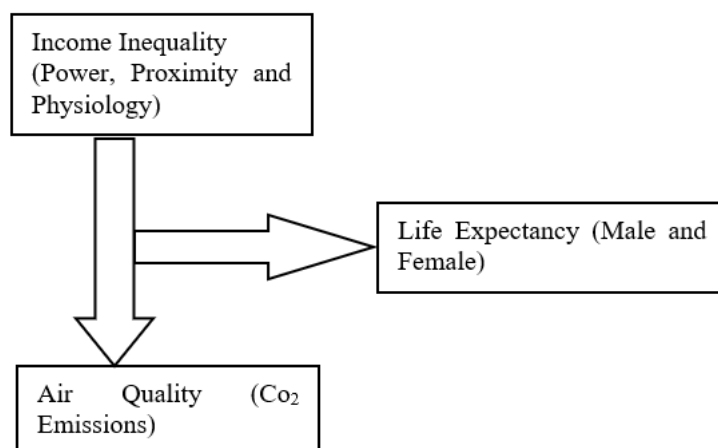 Income Inequality
(Power, Proximity and
Physiology)
Life Expectancy (Male and
Female)
Air Quality (Co₂
Emissions)